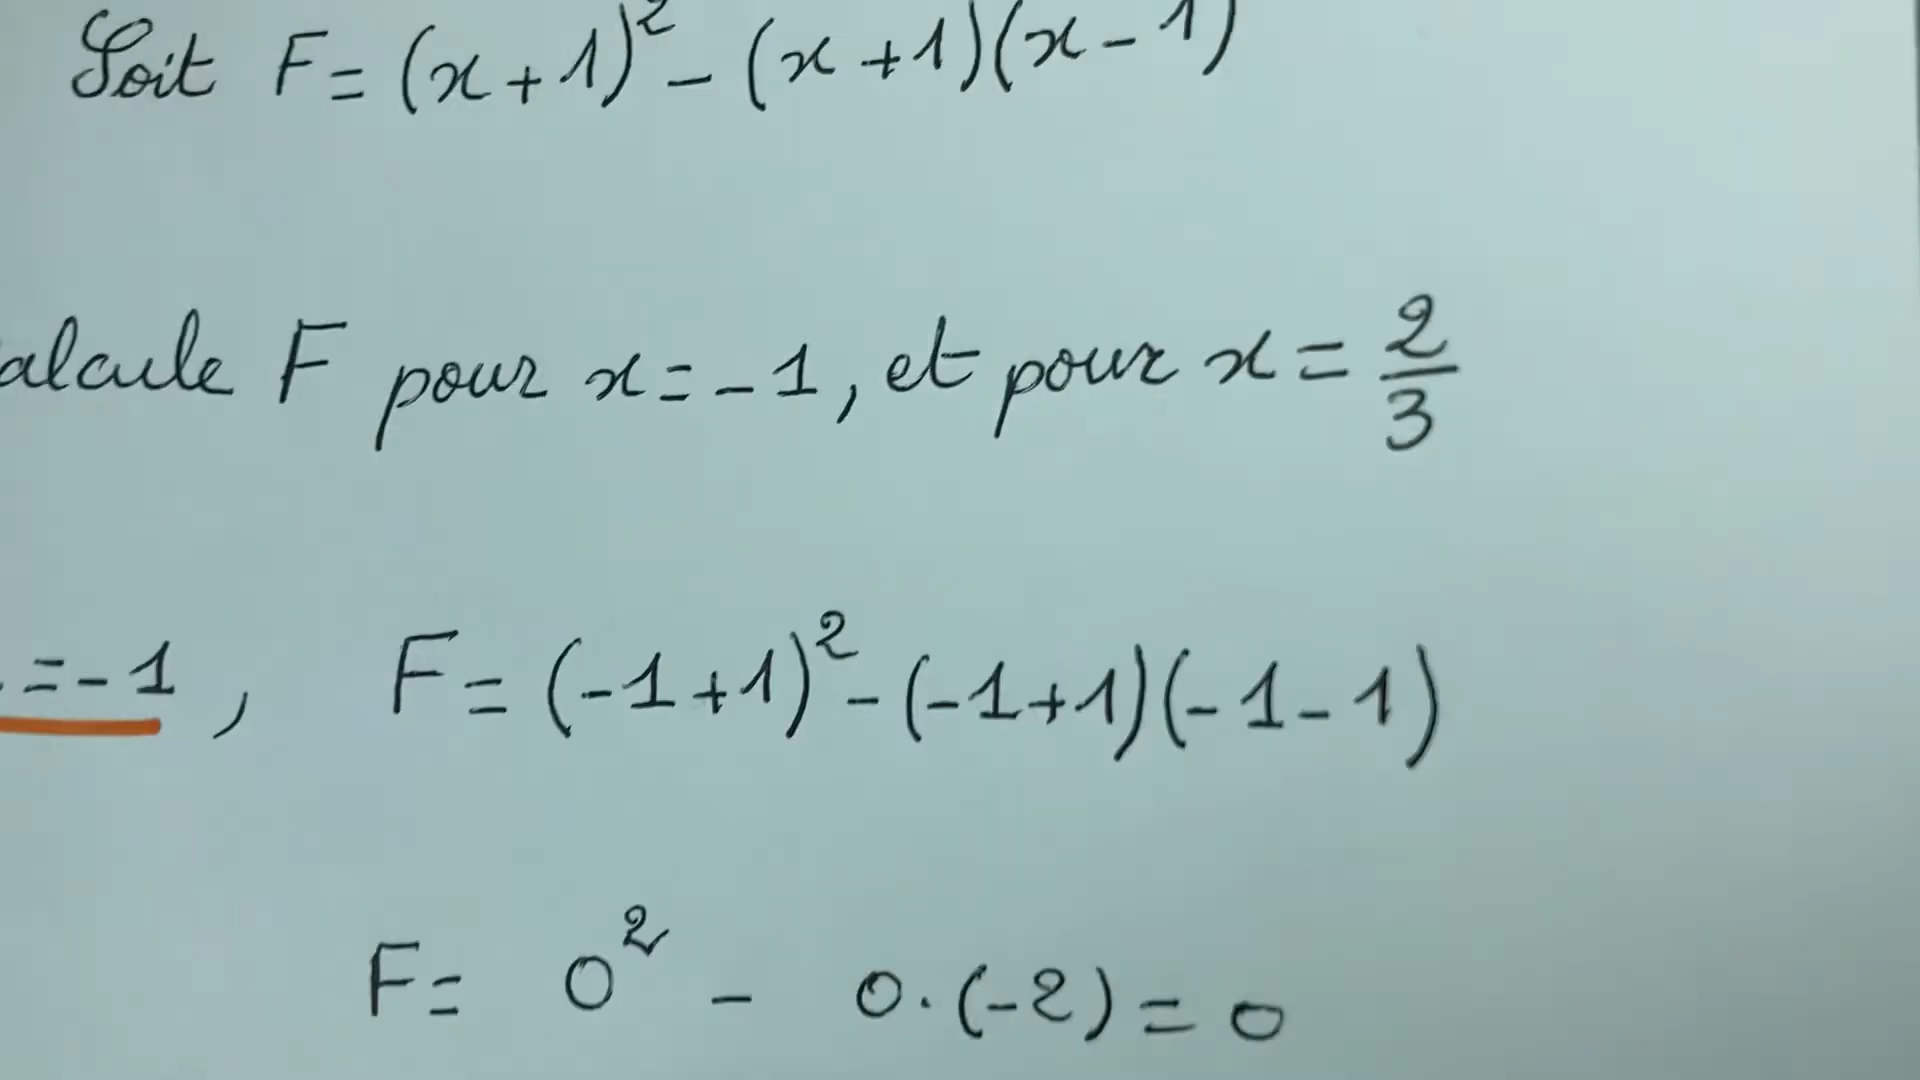 Soit F = (x + 1)² - (x + 1)(x - 1)
alcule F pour x = -1, et pour x = 2/3
= -1, F = (-1+1)² - (-1+1)(-1-1)
F = 0² - 0.(-2) = 0